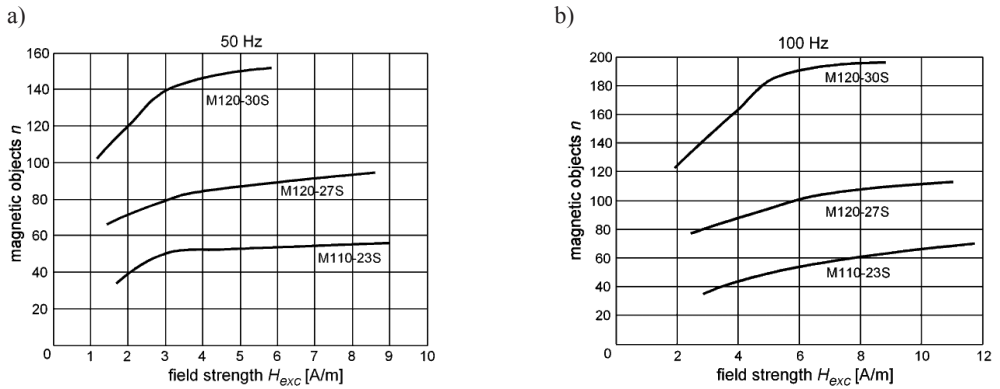 a)
50 Hz
160
140
120
100
80
60
40
20
0
0 1 2 3 4 5 6 7 8 9 10
magnetic objects n
field strength Hexc [A/m]
M120-30S
M120-27S
M110-23S
b)
100 Hz
200
180
160
140
120
100
80
60
40
20
0
2 4 6 8 10 12
magnetic objects n
field strength Hexc [A/m]
M120-30S
M120-27S
M110-23S